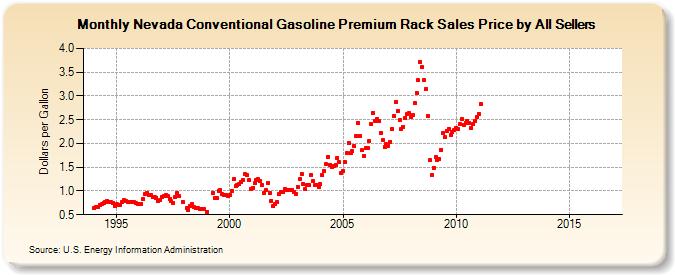 Monthly Nevada Conventional Gasoline Premium Rack Sales Price by All Sellers
Dollars per Gallon
4.0
3.5
3.0
2.5
2.0
1.5
1.0
0.5
1995 2000 2005 2010 2015
Source: U.S. Energy Information Administration